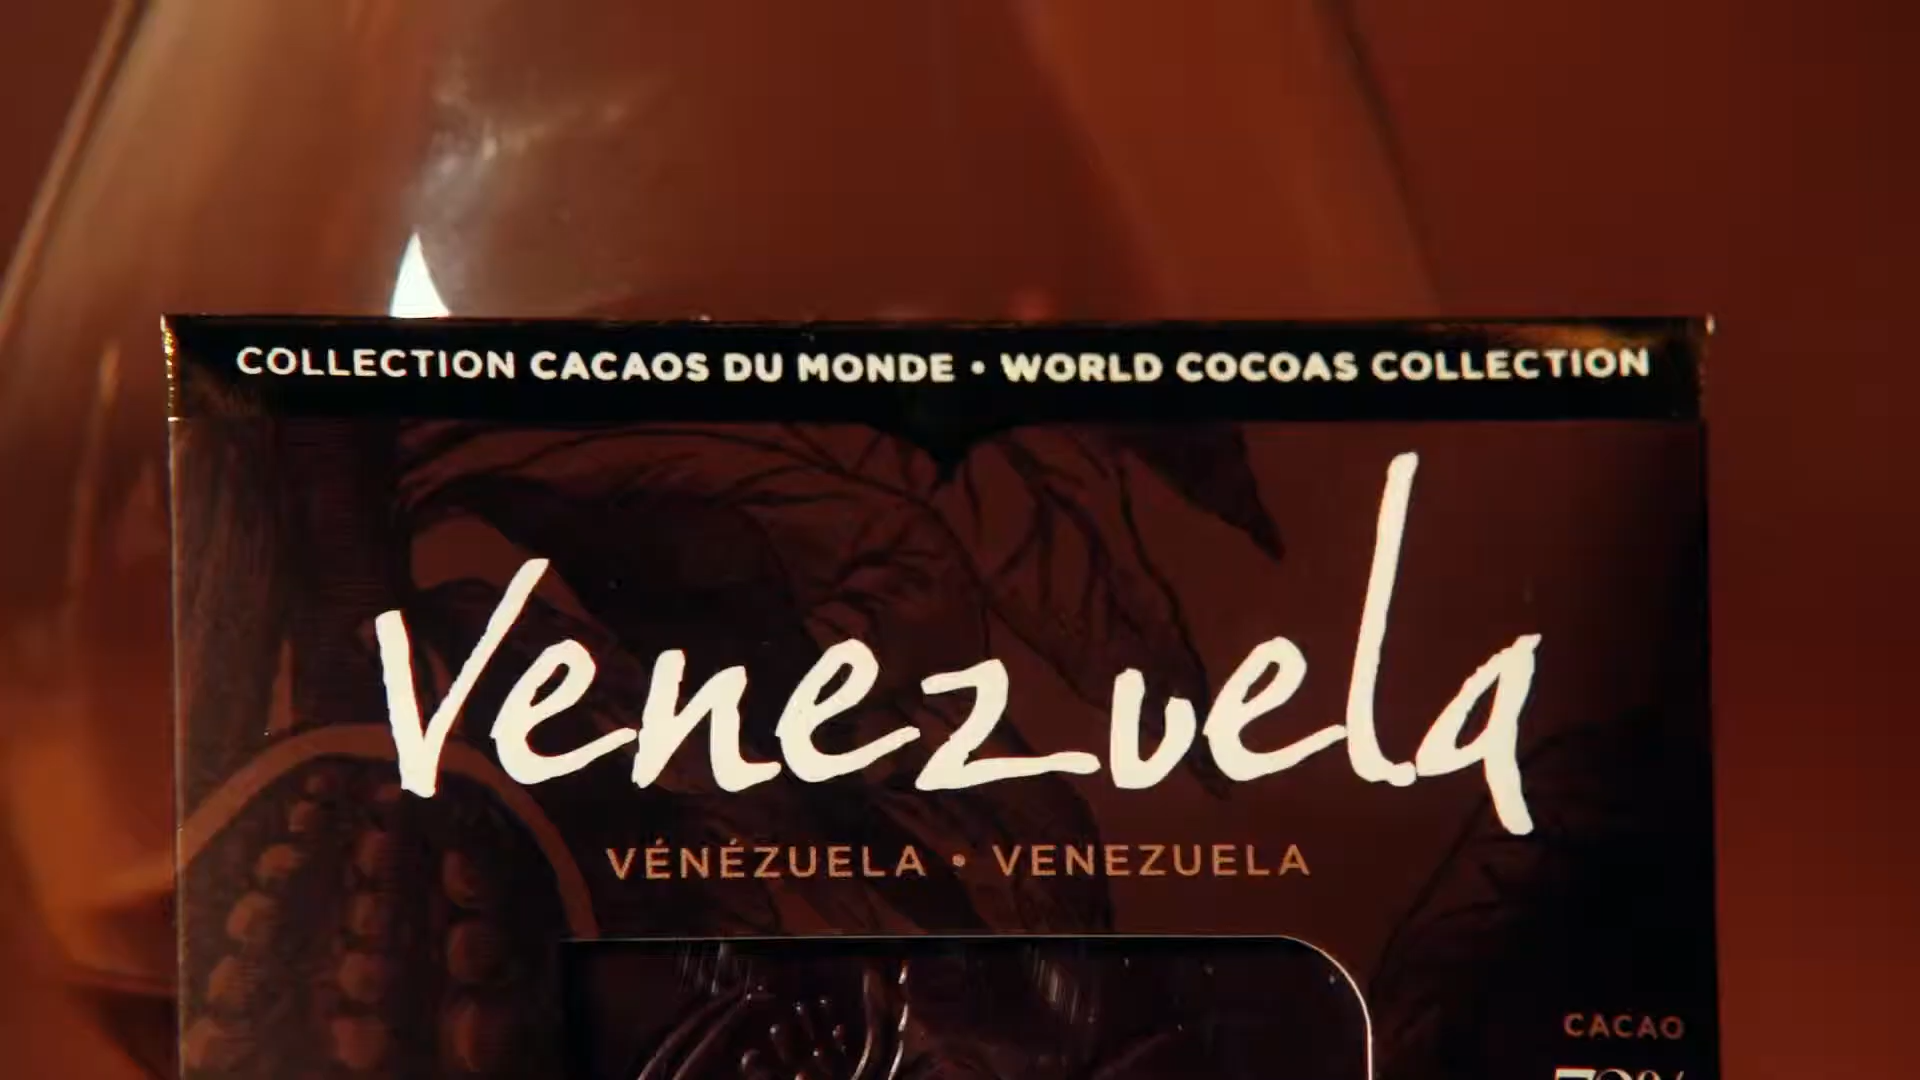 COLLECTION CACAOS DU MONDE • WORLD COCOAS COLLECTION
Venezuela
VÉNÉZUELA • VENEZUELA
CACAO